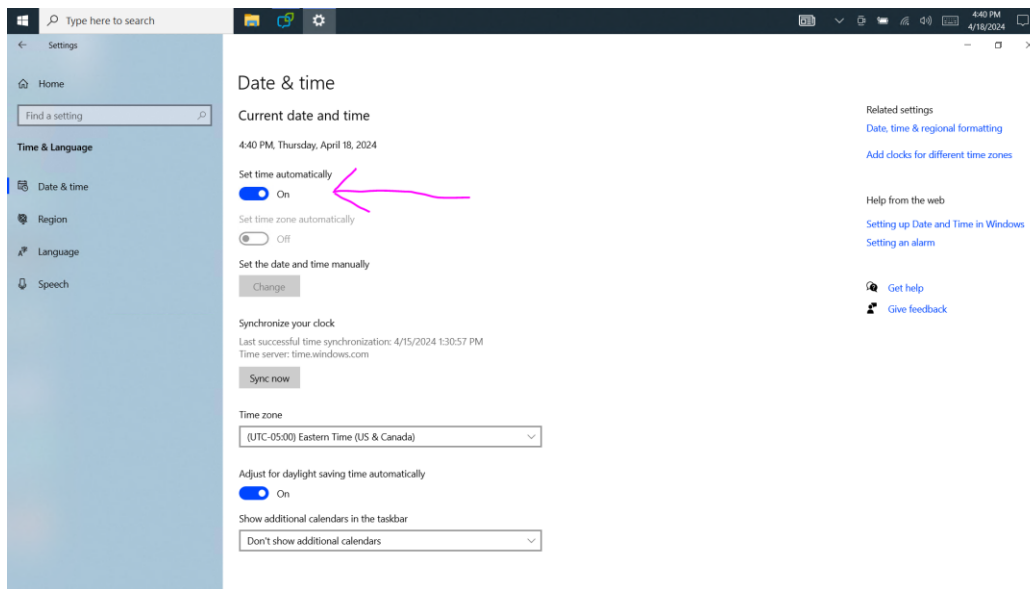 Type here to search
4:40 PM
4/18/2024
Settings
Home
Find a setting
Time & Language
Date & time
Region
Language
Speech
Date & time
Current date and time
4:40 PM, Thursday, April 18, 2024
Set time automatically
On
Set time zone automatically
Off
Set the date and time manually
Change
Synchronize your clock
Last successful time synchronization: 4/15/2024 1:30:57 PM
Time server: time.windows.com
Sync now
Time zone
(UTC-05:00) Eastern Time (US & Canada)
Adjust for daylight saving time automatically
On
Show additional calendars in the taskbar
Don't show additional calendars
Related settings
Date, time & regional formatting
Add clocks for different time zones
Help from the web
Setting up Date and Time in Windows
Setting an alarm
Get help
Give feedback